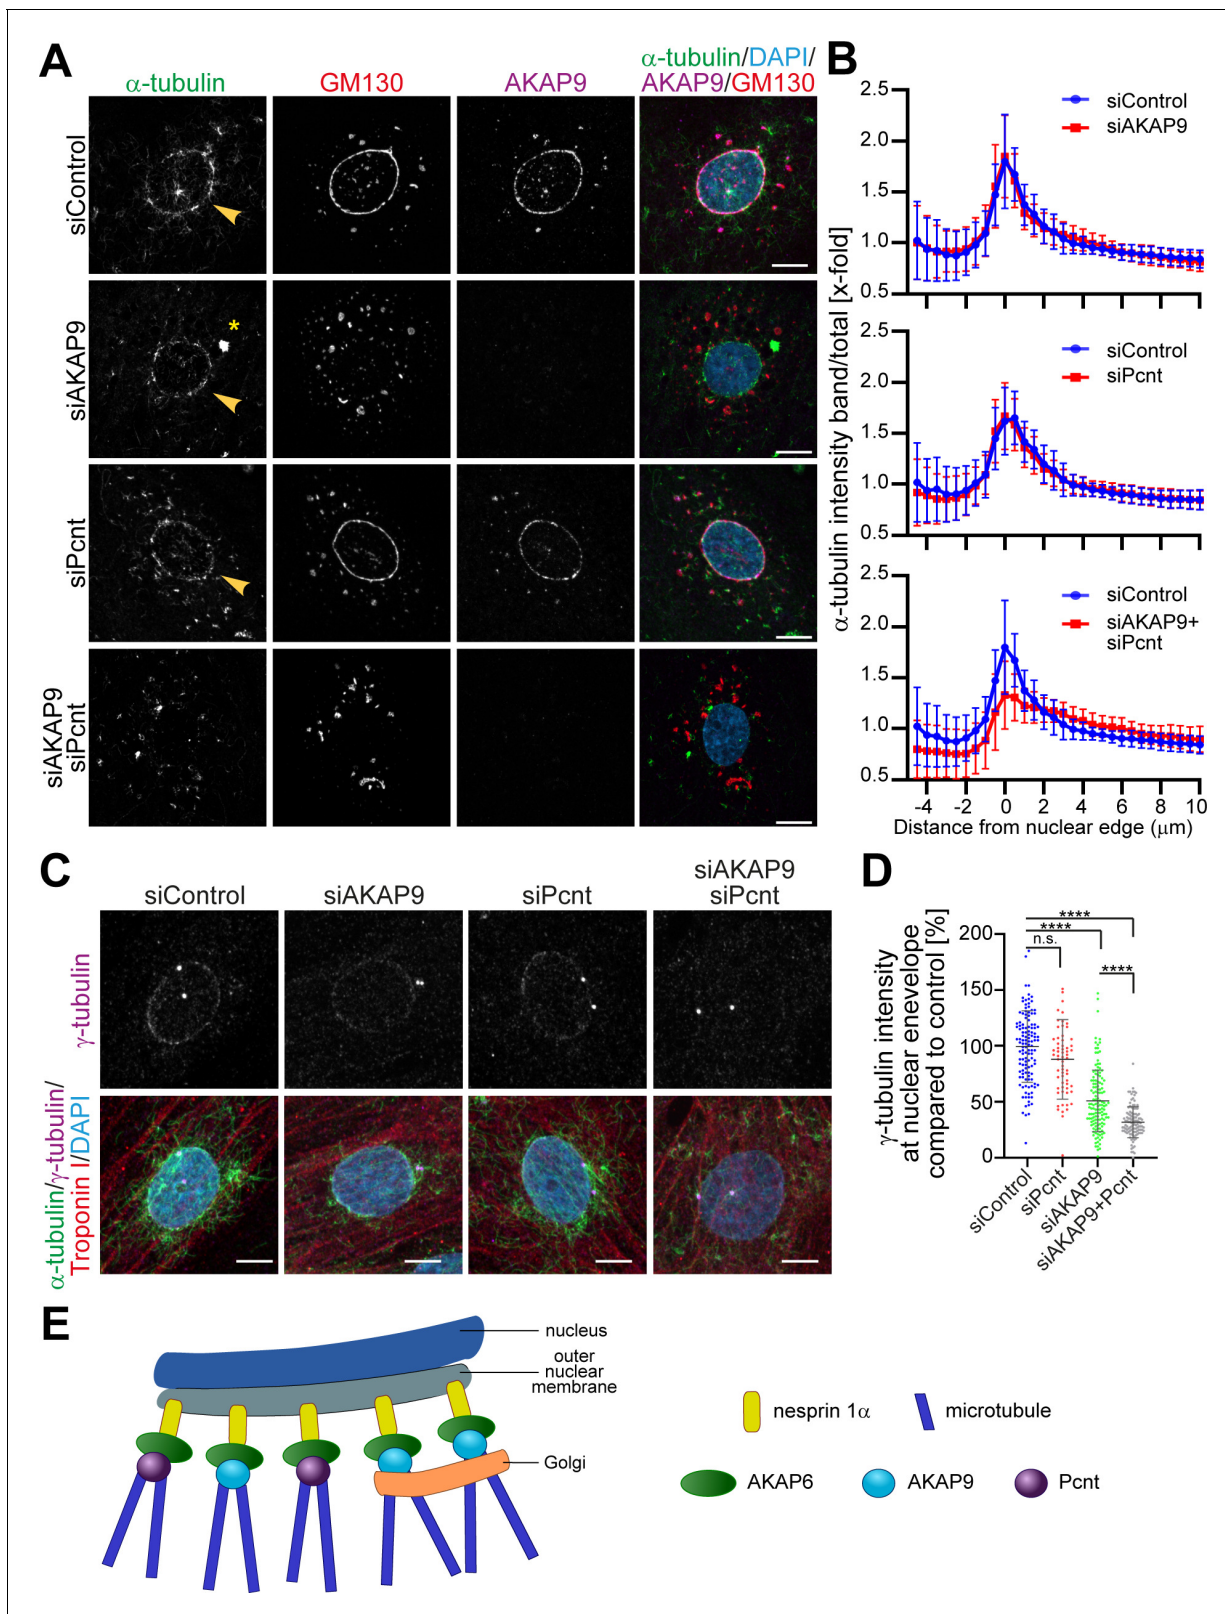 A
α-tubulin
GM130
AKAP9
α-tubulin/DAPI/
AKAP9/GM130
siControl
siAKAP9
*
siPcnt
siAKAP9
siPcnt
B
α-tubulin intensity band/total [x-fold]
2.5
2.0
1.5
1.0
0.5
siControl
siAKAP9
2.5
2.0
1.5
1.0
0.5
siControl
siPcnt
2.5
2.0
1.5
1.0
0.5
siControl
siAKAP9+
siPcnt
-4 -2 0 2 4 6 8 10
Distance from nuclear edge (μm)
C
siControl
siAKAP9
siPcnt
siAKAP9
siPcnt
γ-tubulin
α-tubulin/γ-tubulin/
Troponin I/DAPI
D
γ-tubulin intensity
at nuclear enevelope
compared to control [%]
200
150
100
50
0
****
****
n.s.
****
siControl
siPcnt
siAKAP9
siAKAP9+Pcnt
E
nucleus
outer
nuclear
membrane
Golgi
nesprin 1α
microtubule
AKAP6
AKAP9
Pcnt